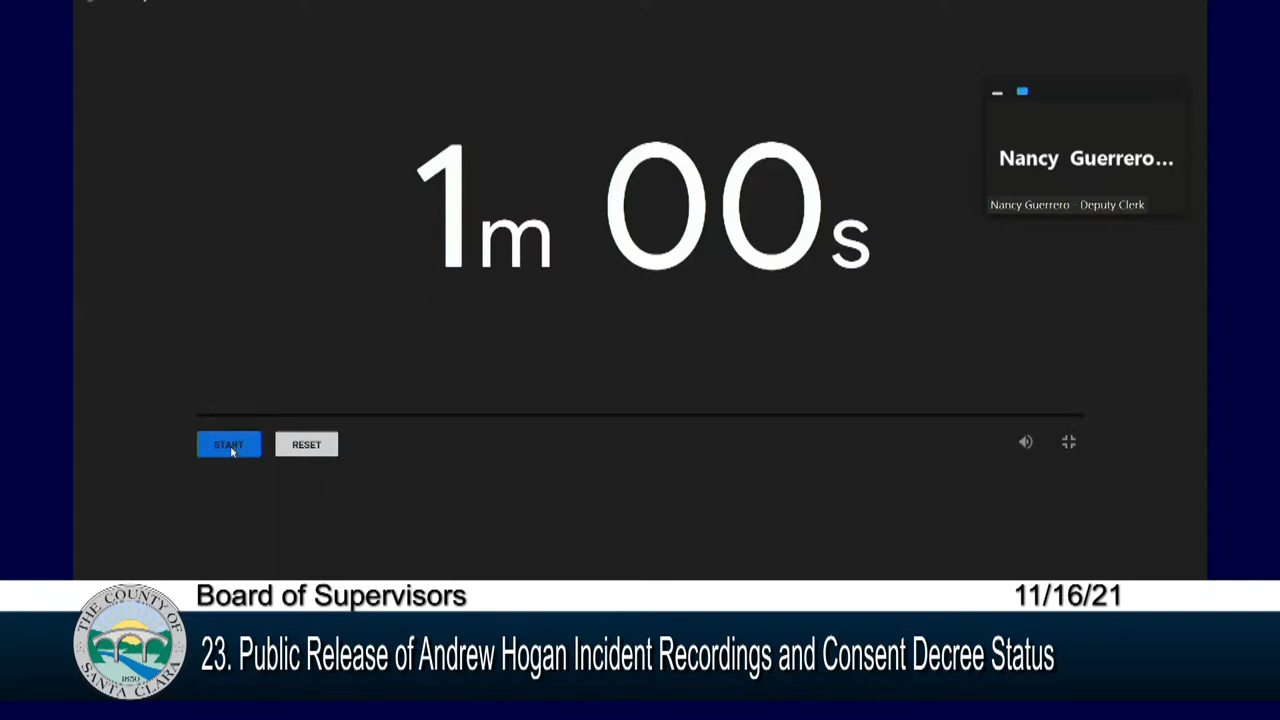 1m 00s
Nancy Guerrero...
Nancy Guerrero - Deputy Clerk
START
RESET
Board of Supervisors
11/16/21
THE COUNTY OF
SANTA CLARA
1850
23. Public Release of Andrew Hogan Incident Recordings and Consent Decree Status